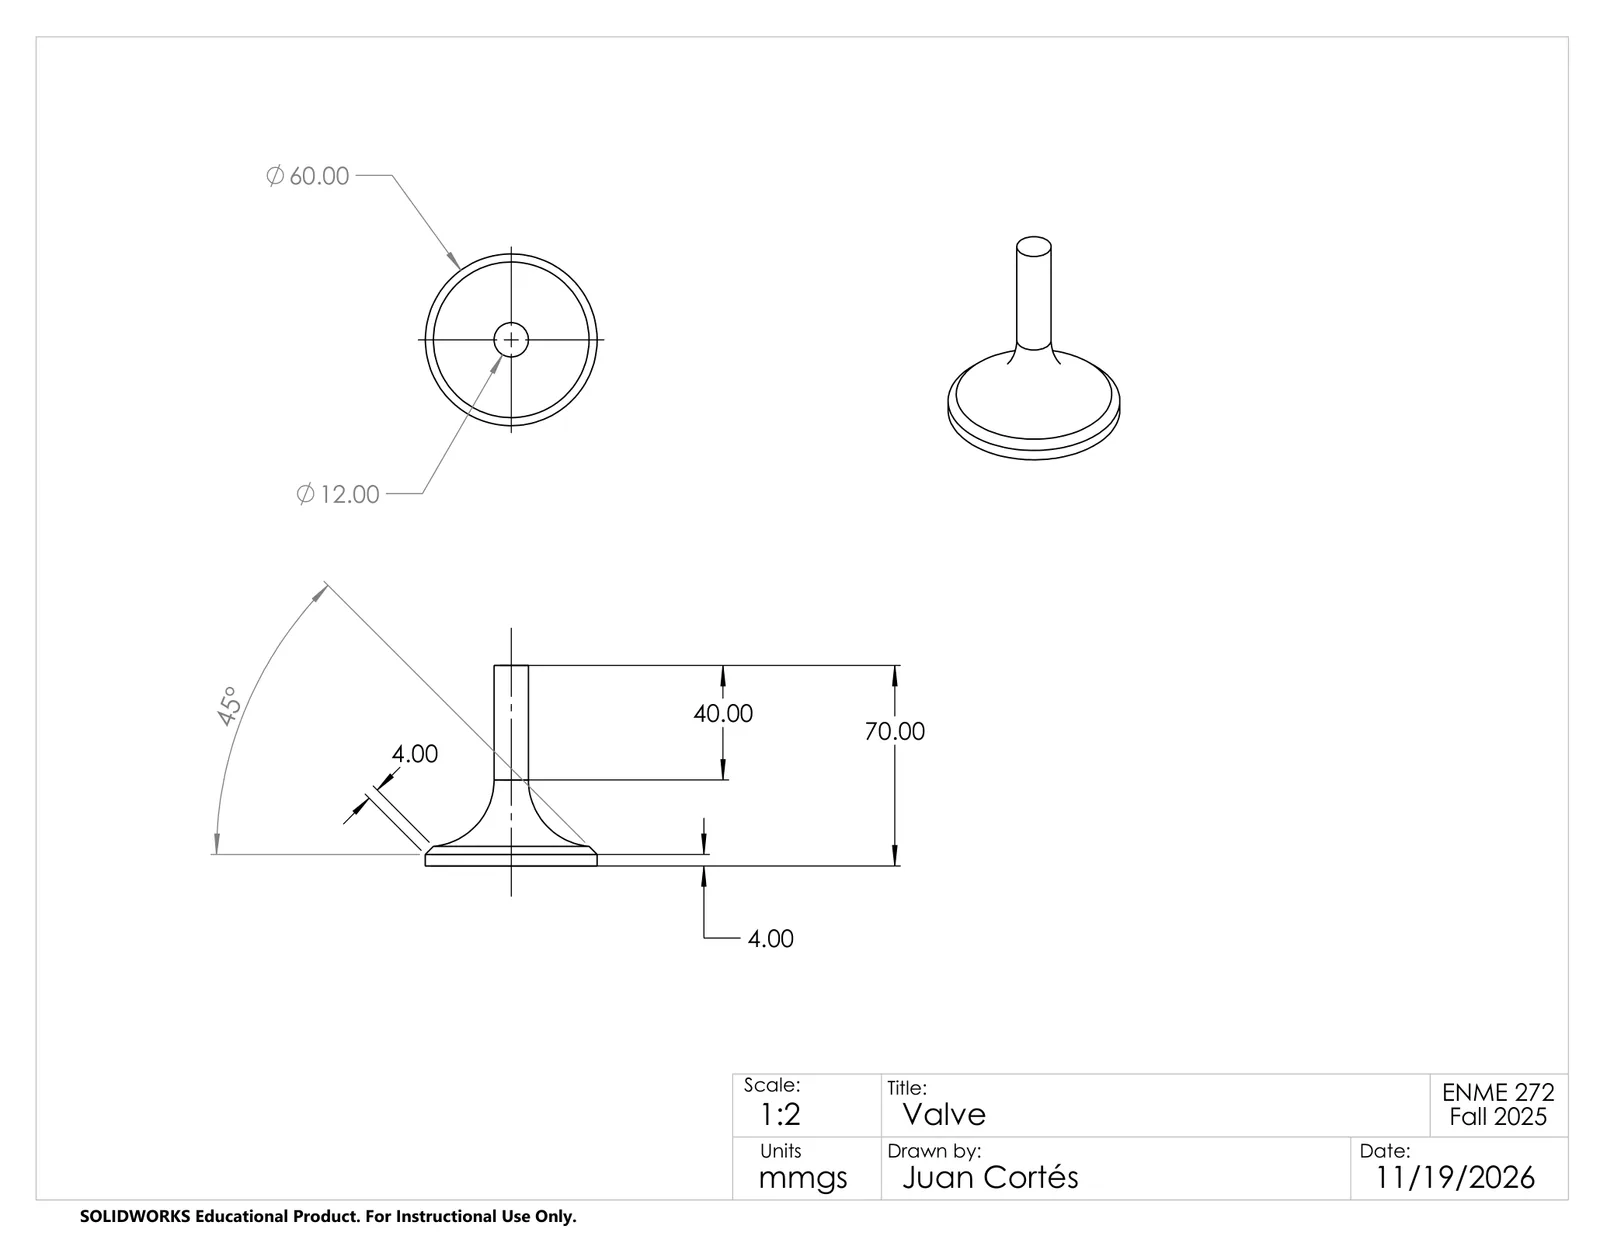 ∅60.00
∅12.00
45°
4.00
40.00
70.00
4.00
Scale:
1:2
Title:
Valve
ENME 272
Fall 2025
Units
mmgs
Drawn by:
Juan Cortés
Date:
11/19/2026
SOLIDWORKS Educational Product. For Instructional Use Only.